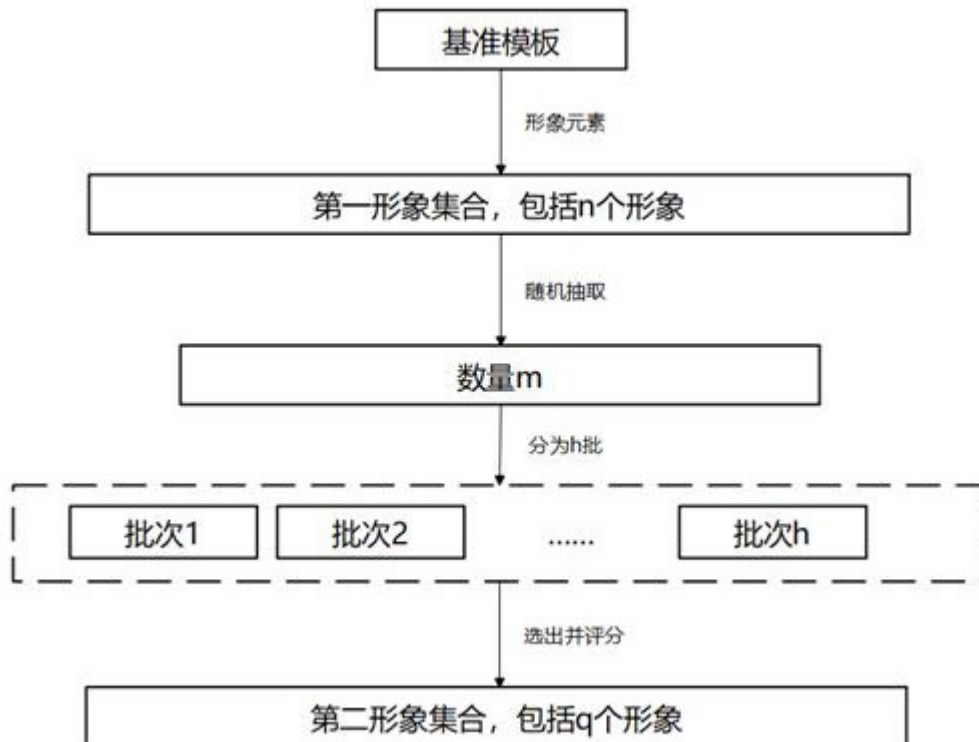 基准模板
形象元素
第一形象集合，包括n个形象
随机抽取
数量m
分为h批
批次1
批次2
……
批次h
选出并评分
第二形象集合，包括q个形象